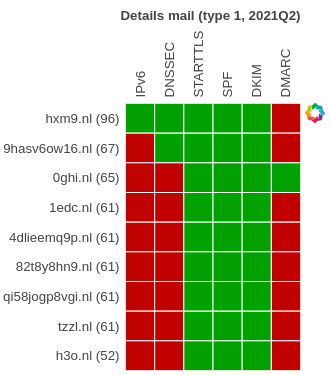 Details mail (type 1, 2021Q2)
IPv6
DNSSEC
STARTTLS
SPF
DKIM
DMARC
hxm9.nl (96)
9hasv6ow16.nl (67)
0ghi.nl (65)
1edc.nl (61)
4dlieemq9p.nl (61)
82t8y8hn9.nl (61)
qi58jogp8vgi.nl (61)
tzzl.nl (61)
h3o.nl (52)